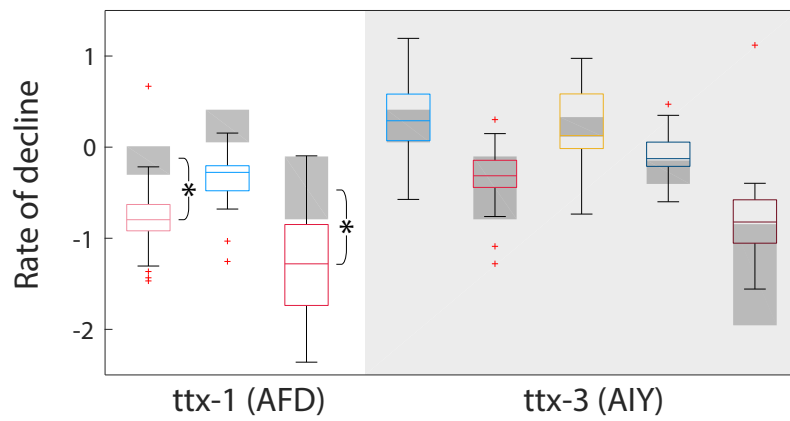 Rate of decline
1
0
-1
-2
*
*
ttx-1 (AFD)
ttx-3 (AIY)